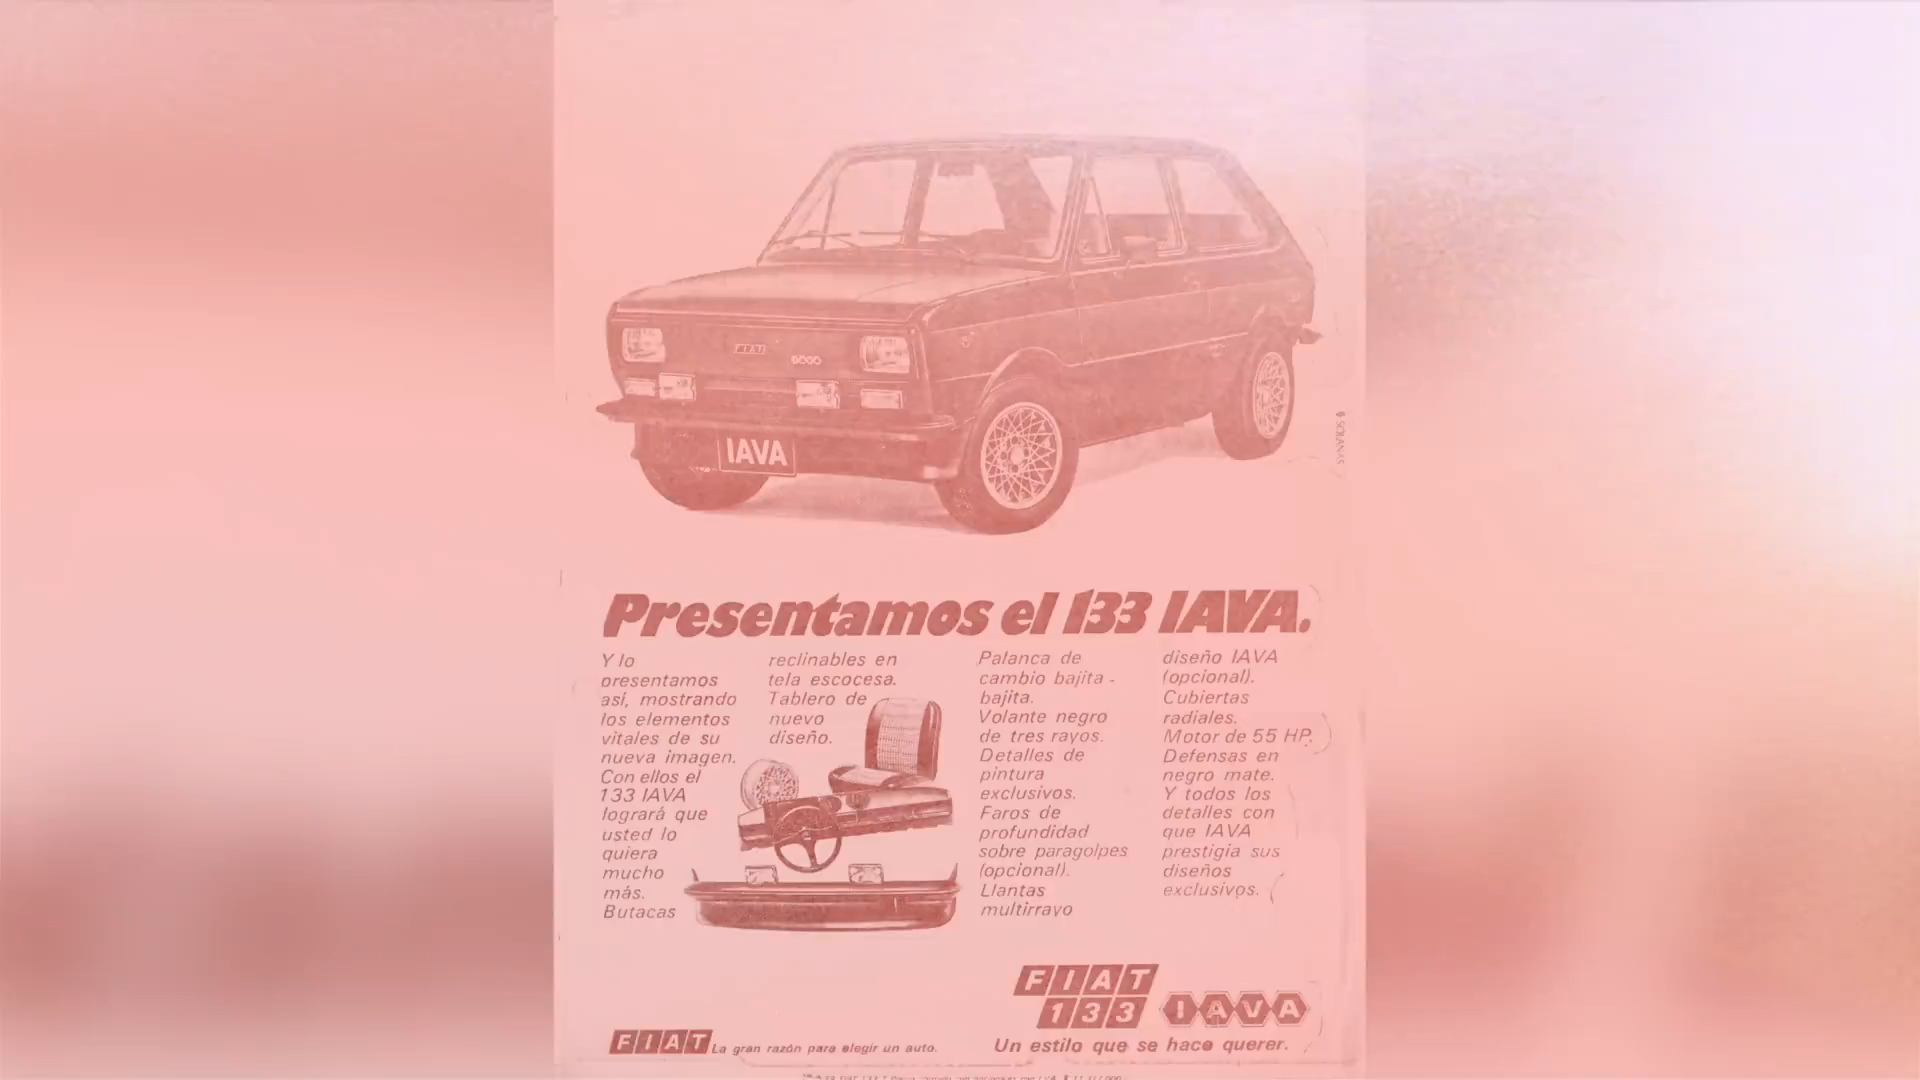 FIAT
IAVA
SOLANAS
Presentamos el 133 IAVA.
Y lo
presentamos
así, mostrando
los elementos
vitales de su
nueva imagen.
Con ellos el
133 IAVA
logrará que
usted lo
quiera
mucho
más.
Butacas
reclinables en
tela escocesa.
Tablero de
nuevo
diseño.
Palanca de
cambio bajita -
bajita.
Volante negro
de tres rayos.
Detalles de
pintura
exclusivos.
Faros de
profundidad
sobre paragolpes
(opcional).
Llantas
multirrayo
diseño IAVA
(opcional).
Cubiertas
radiales.
Motor de 55 HP.
Defensas en
negro mate.
Y todos los
detalles con
que IAVA
prestigia sus
diseños
exclusivos.
FIAT
133 IAVA
FIAT La gran razón para elegir un auto.
Un estilo que se hace querer.